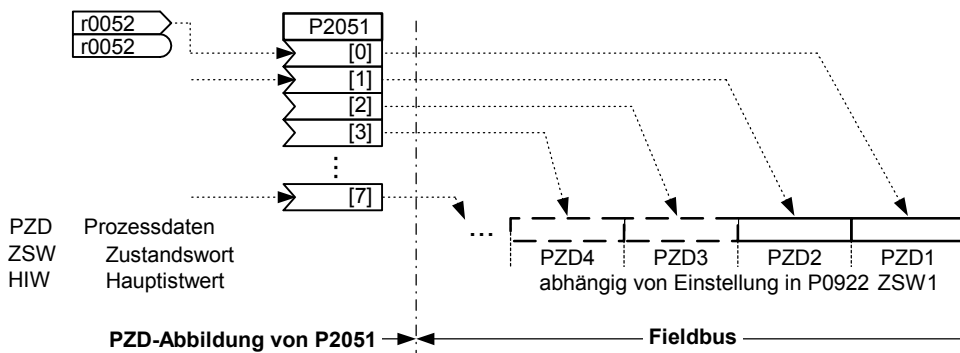 r0052
r0052
P2051
[0]
[1]
[2]
[3]
[7]
...
PZD Prozessdaten
ZSW Zustandswort
HIW Hauptistwert
PZD4 PZD3 PZD2 PZD1
abhängig von Einstellung in P0922 ZSW1
PZD-Abbildung von P2051 Fieldbus